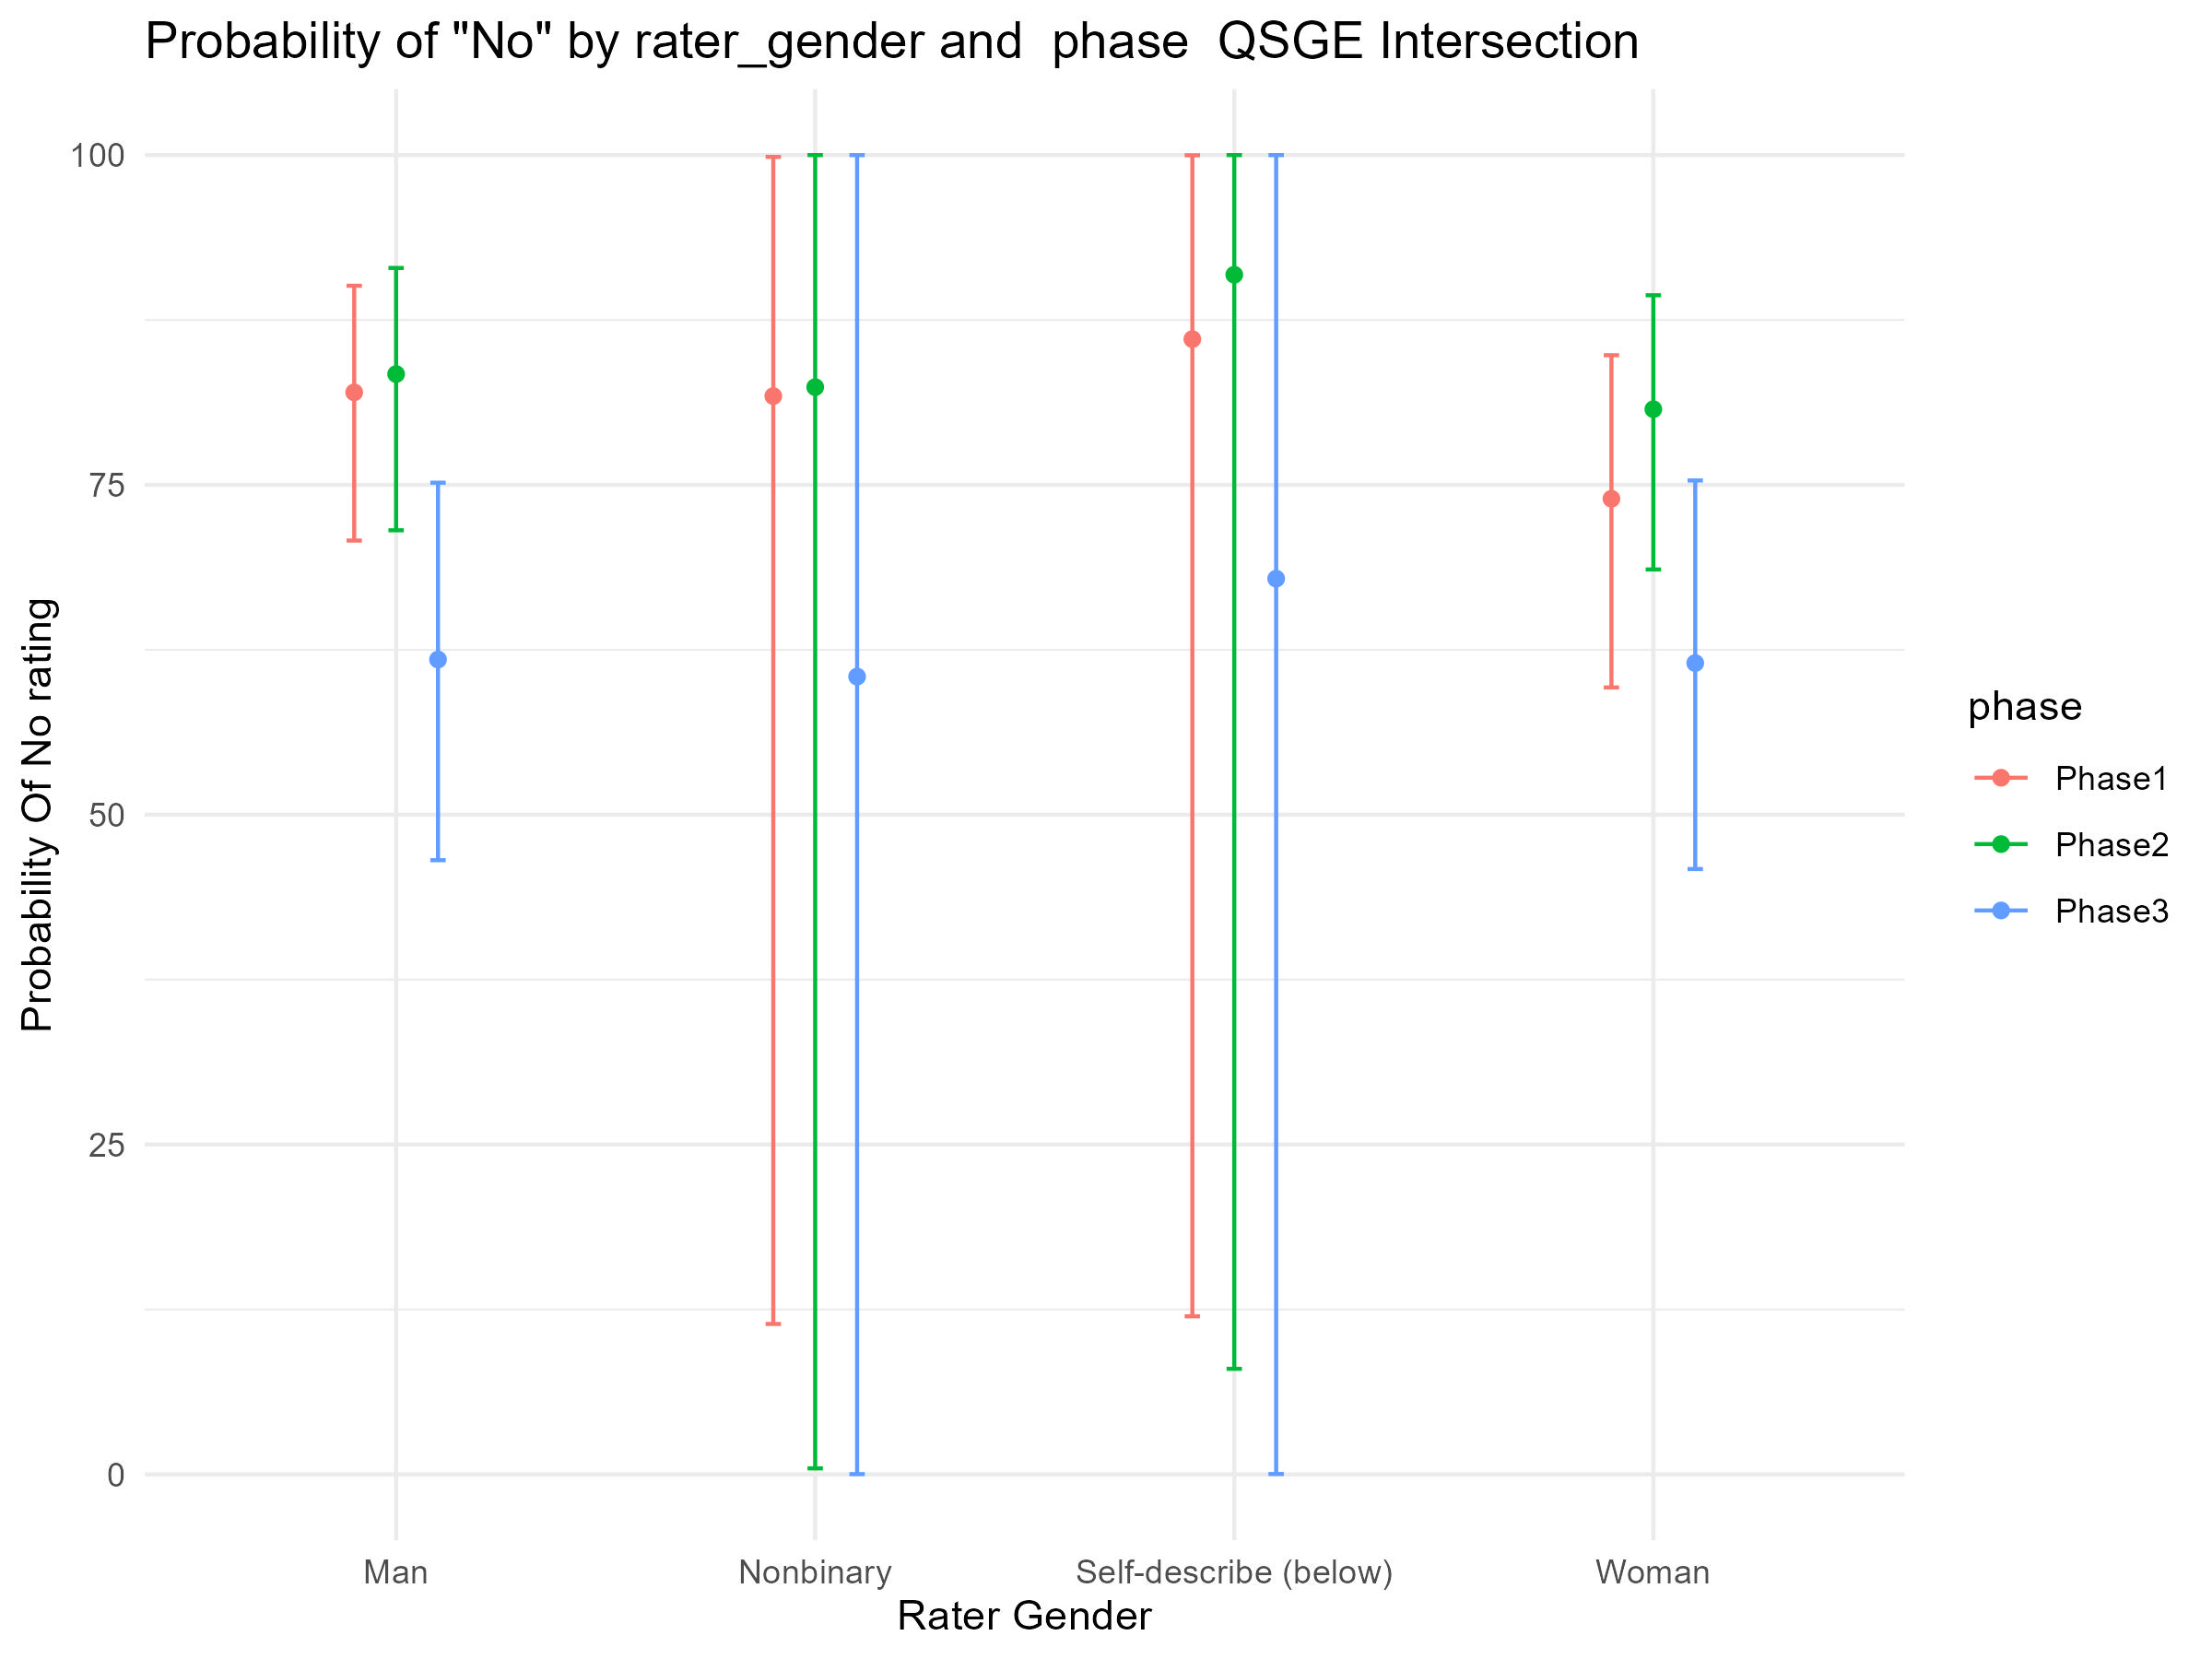 Probability of "No" by rater_gender and  phase  QSGE Intersection
Probability Of No rating
100
75
50
25
0
Man
Nonbinary
Self-describe (below)
Woman
Rater Gender
phase
Phase1
Phase2
Phase3